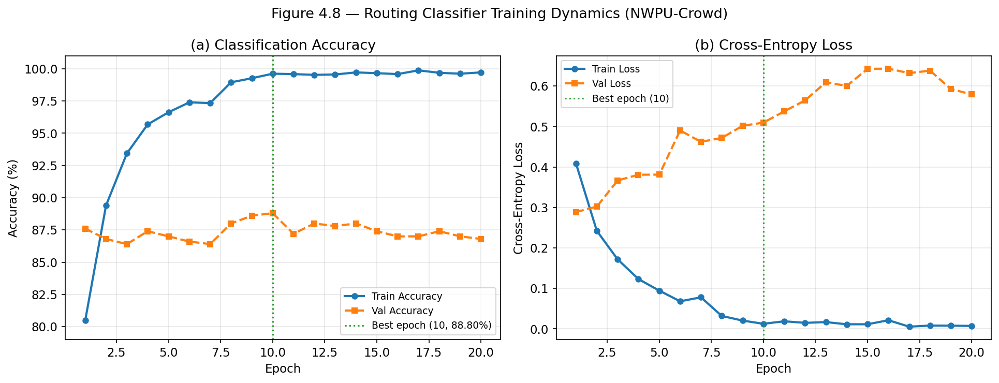 Figure 4.8 — Routing Classifier Training Dynamics (NWPU-Crowd)
(a) Classification Accuracy
Accuracy (%)
100.0
97.5
95.0
92.5
90.0
87.5
85.0
82.5
80.0
Train Accuracy
Val Accuracy
Best epoch (10, 88.80%)
2.5 5.0 7.5 10.0 12.5 15.0 17.5 20.0
Epoch
(b) Cross-Entropy Loss
Cross-Entropy Loss
Train Loss
Val Loss
Best epoch (10)
0.6
0.5
0.4
0.3
0.2
0.1
0.0
2.5 5.0 7.5 10.0 12.5 15.0 17.5 20.0
Epoch